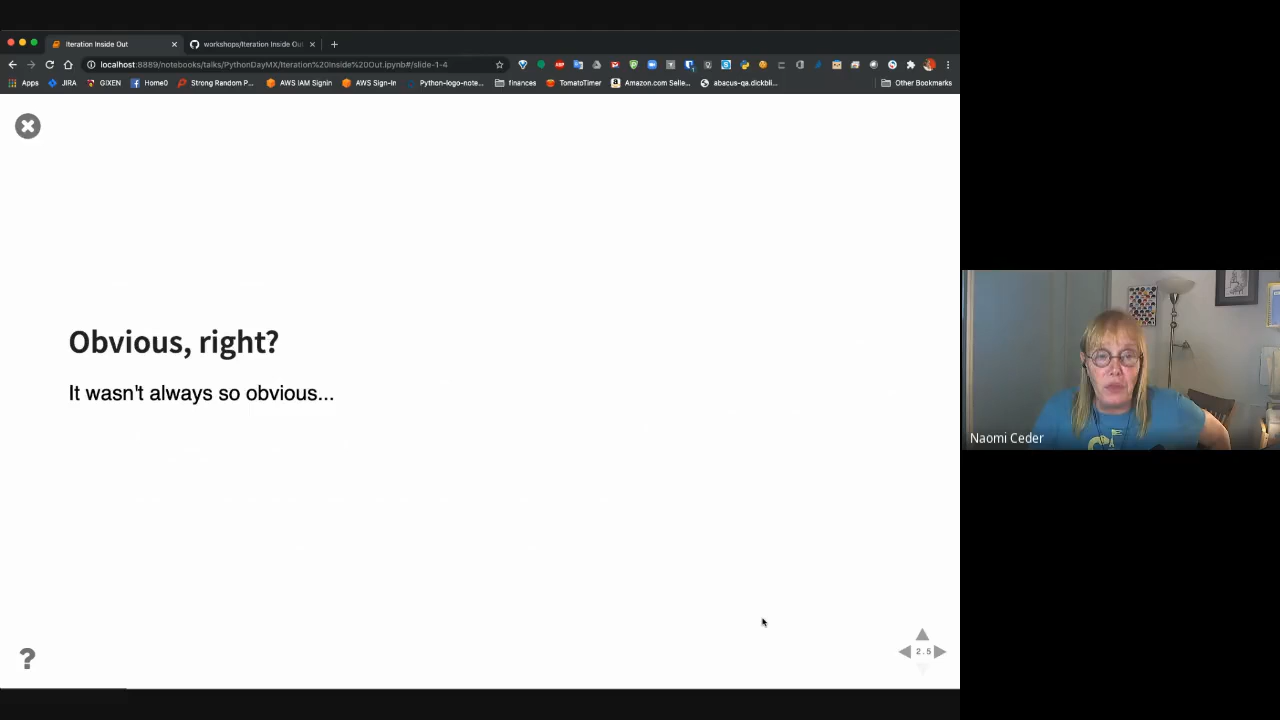 Iteration Inside Out
workshops/Iteration Inside Ou
localhost:8889/notebooks/talks/PythonDayMX/Iteration%20Inside%20Out.ipynb#/slide-1-4
Apps JIRA GIXEN Home0 Strong Random P... AWS IAM Signin AWS Sign-In Python-logo-note... finances TomatoTimer Amazon.com Selle... abacus-qa.dickbli... Other Bookmarks
Obvious, right?
It wasn't always so obvious...
Naomi Ceder
?
2.5